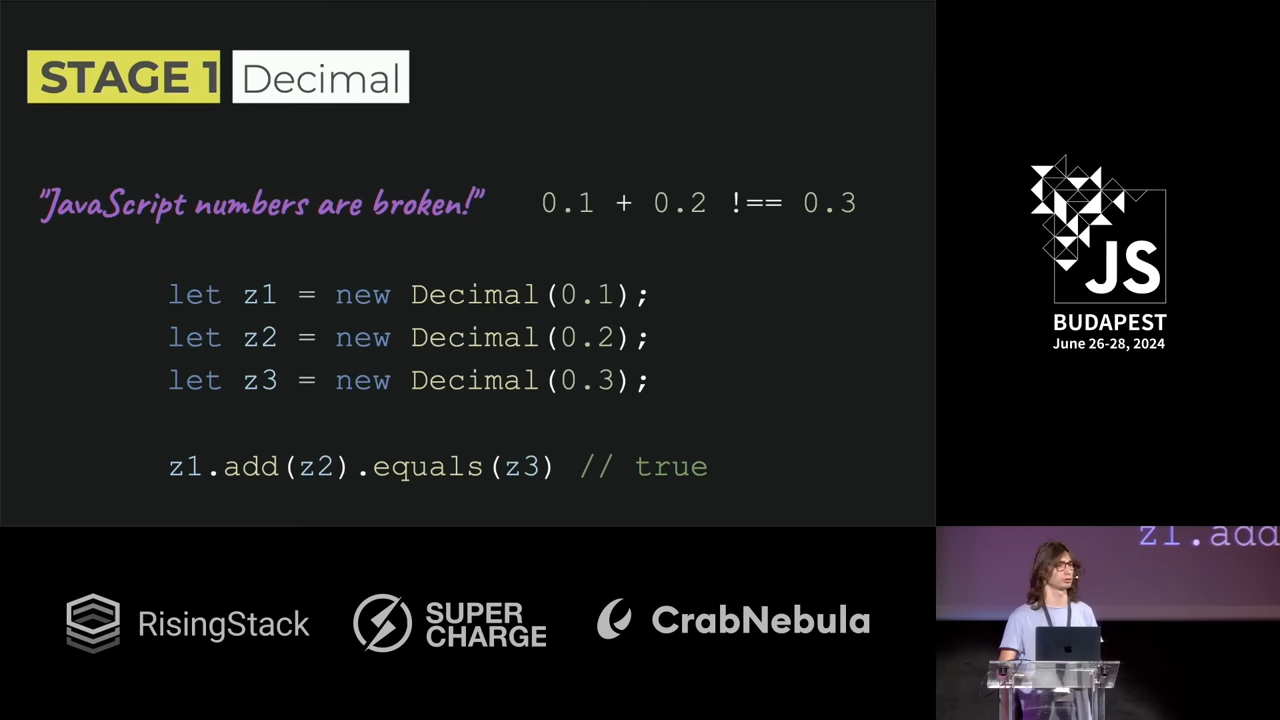 STAGE 1 Decimal
"JavaScript numbers are broken!" 0.1 + 0.2 !== 0.3
let z1 = new Decimal(0.1);
let z2 = new Decimal(0.2);
let z3 = new Decimal(0.3);
z1.add(z2).equals(z3) // true
JS
BUDAPEST
June 26-28, 2024
z1.add
RisingStack
SUPER
CHARGE
CrabNebula